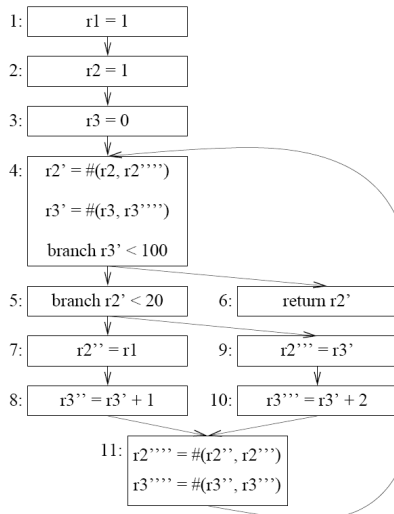 1: r1 = 1
2: r2 = 1
3: r3 = 0
4: r2’ = #(r2, r2’’’’)
r3’ = #(r3, r3’’’’)
branch r3’ < 100
5: branch r2’ < 20
6: return r2’
7: r2’’ = r1
9: r2’’’ = r3’
8: r3’’ = r3’ + 1
10: r3’’’ = r3’ + 2
11: r2’’’’ = #(r2’’, r2’’’)
r3’’’’ = #(r3’’, r3’’’)